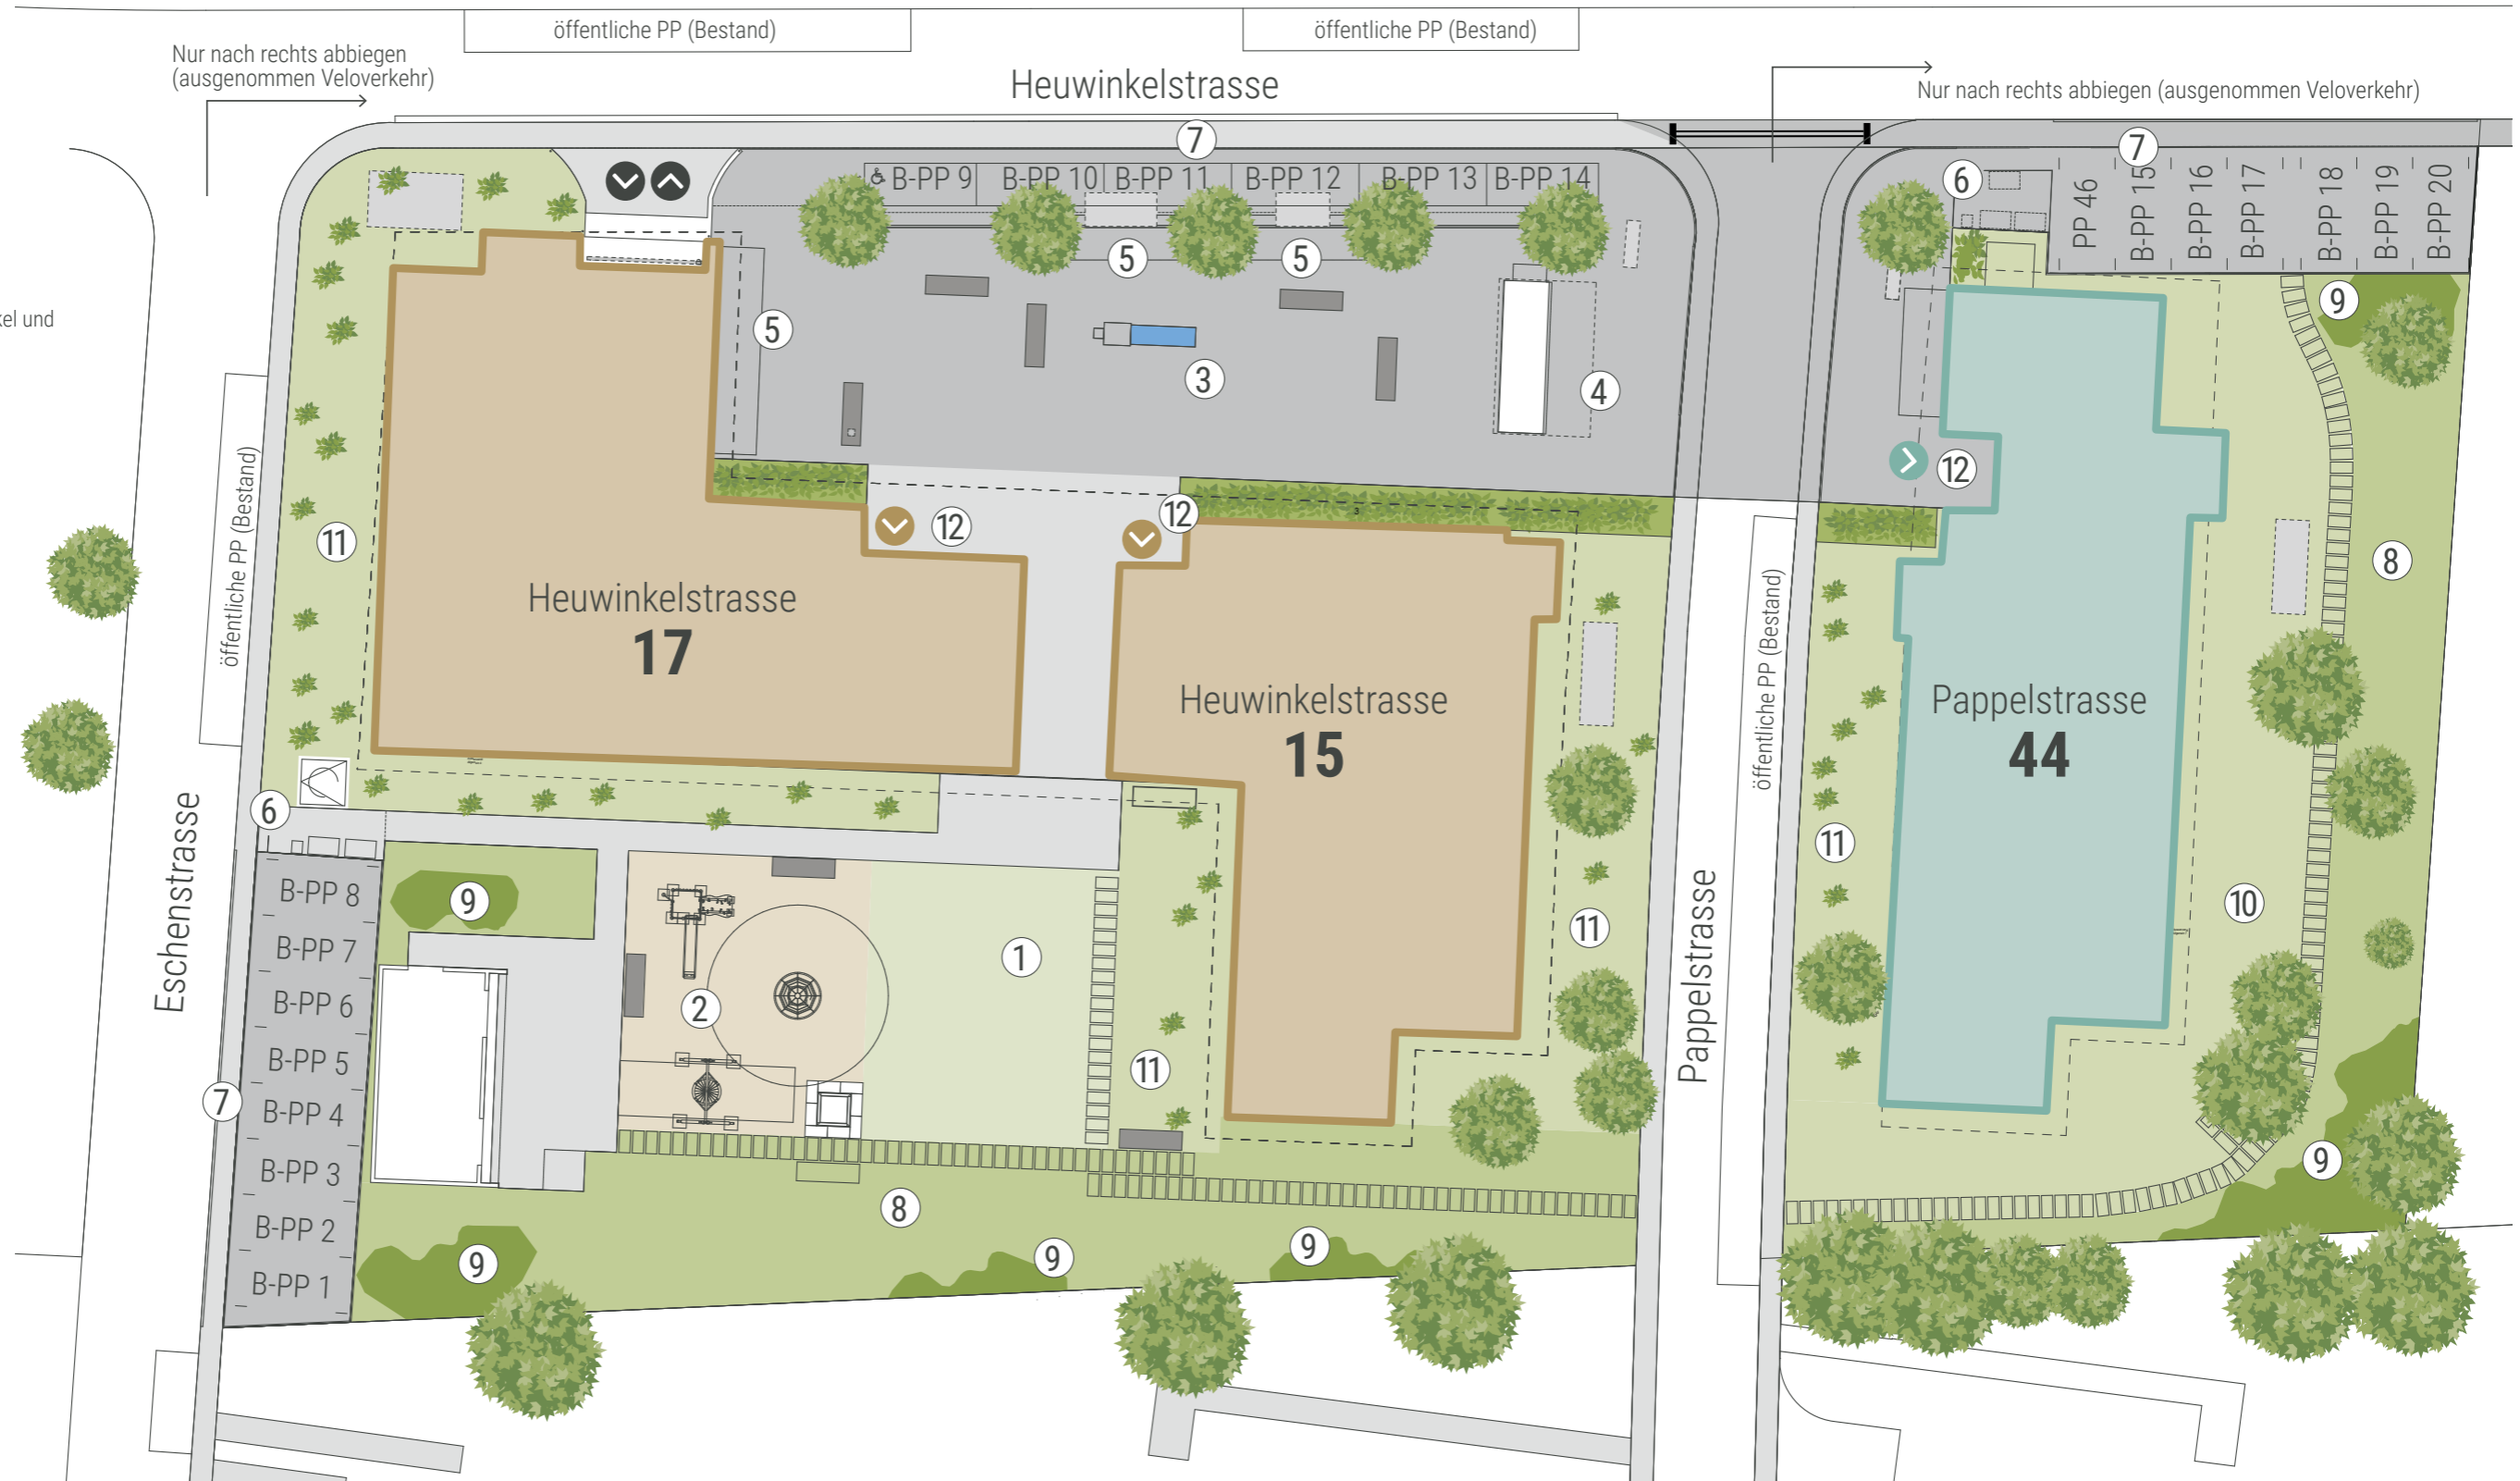 öffentliche PP (Bestand)
öffentliche PP (Bestand)
Nur nach rechts abbiegen
(ausgenommen Veloverkehr)
Heuwinkelstrasse
Nur nach rechts abbiegen (ausgenommen Veloverkehr)
7
7
B-PP 9
B-PP 10
B-PP 11
B-PP 12
B-PP 13
B-PP 14
6
PP 46
B-PP 15
B-PP 16
B-PP 17
B-PP 18
B-PP 19
B-PP 20
und
5
5
5
9
3
4
12
12
12
3
11
öffentliche PP (Bestand)
8
Heuwinkelstrasse
17
Heuwinkelstrasse
15
öffentliche PP (Bestand)
Pappelstrasse
44
6
Eschenstrasse
11
B-PP 8
9
10
B-PP 7
1
11
Pappelstrasse
B-PP 6
2
B-PP 5
11
7
B-PP 4
B-PP 3
9
B-PP 2
8
9
9
9
B-PP 1